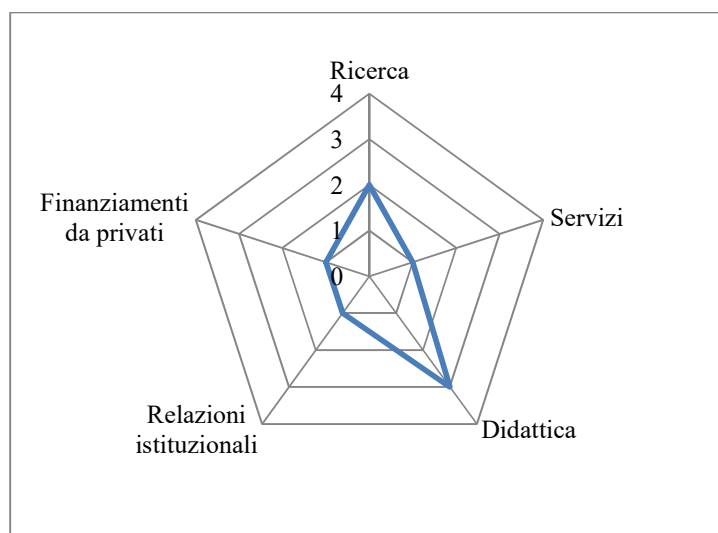 Ricerca
4
3
2
1
0
Servizi
Didattica
Relazioni
istituzionali
Finanziamenti
da privati